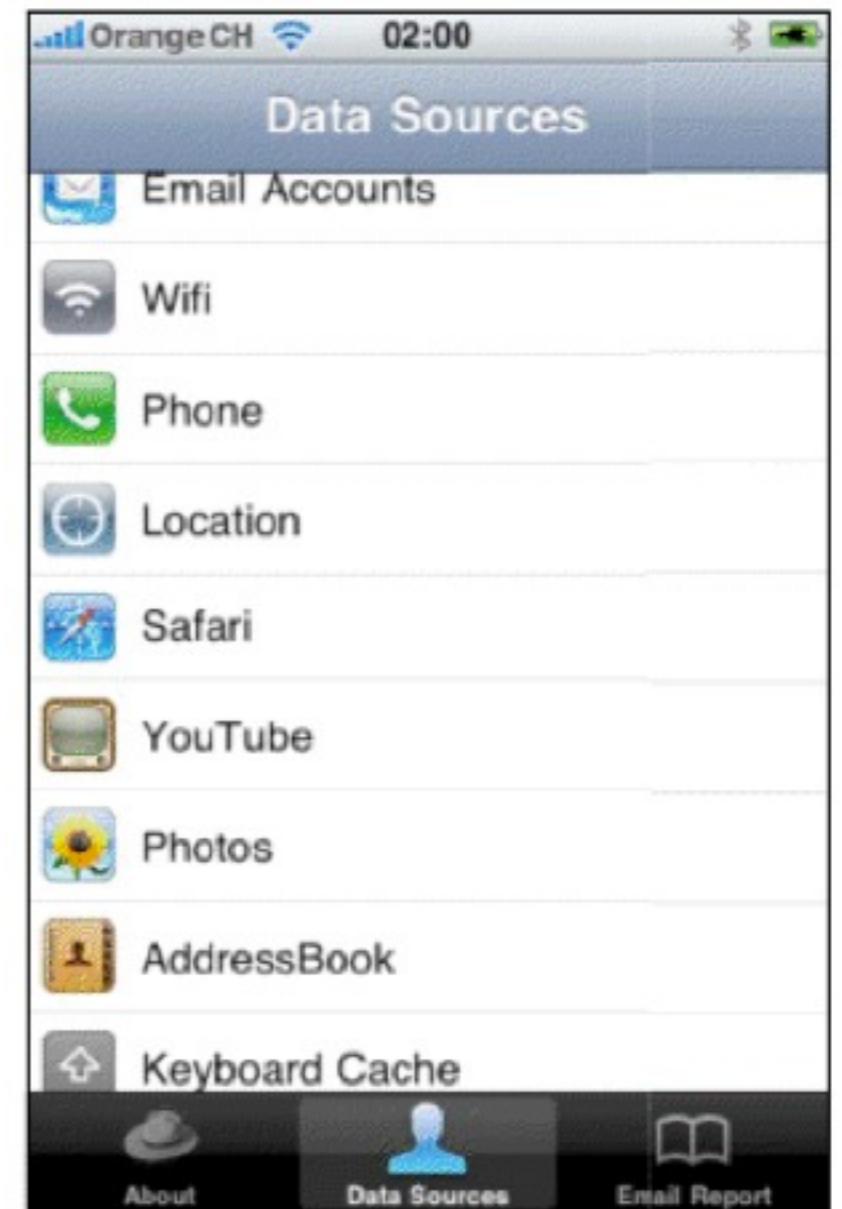 Orange CH 02:00
Data Sources
Email Accounts
Wifi
Phone
Location
Safari
YouTube
Photos
AddressBook
Keyboard Cache
About Data Sources Email Report